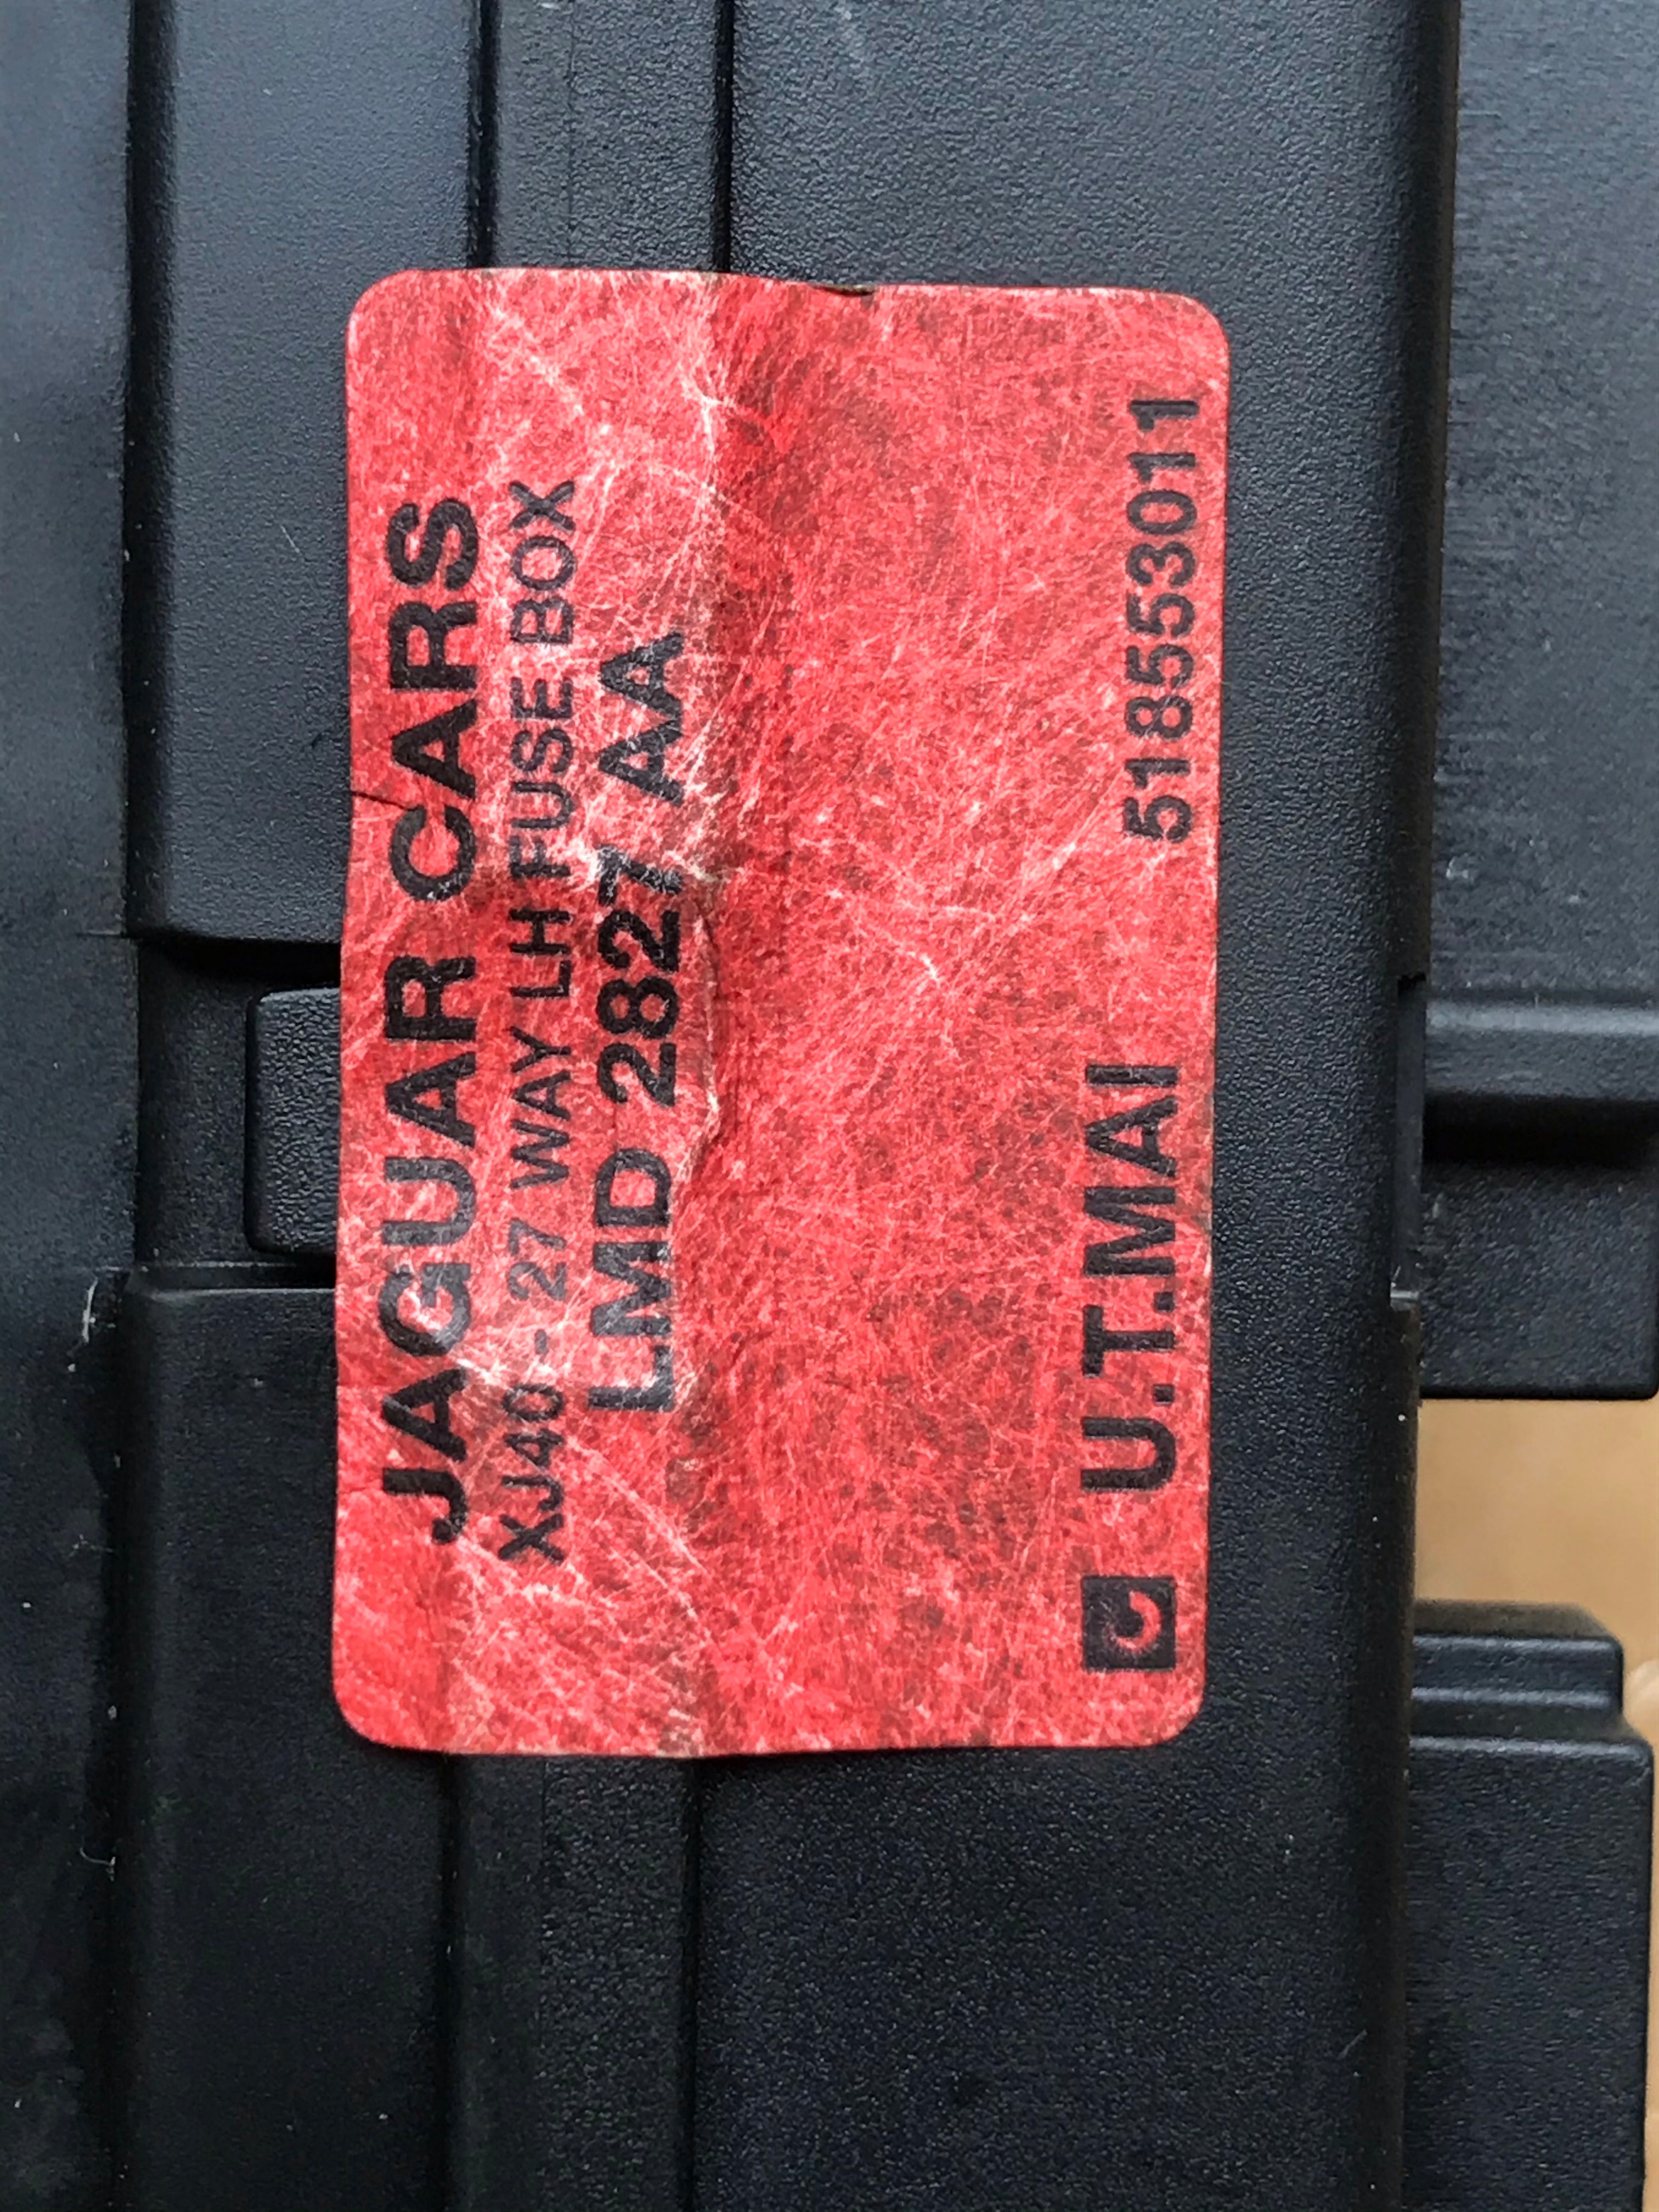 JAGUAR CARS
XJ40 - 27 WAY LH FUSE BOX
LMD 2827 AA
U.T.MAI 518553011